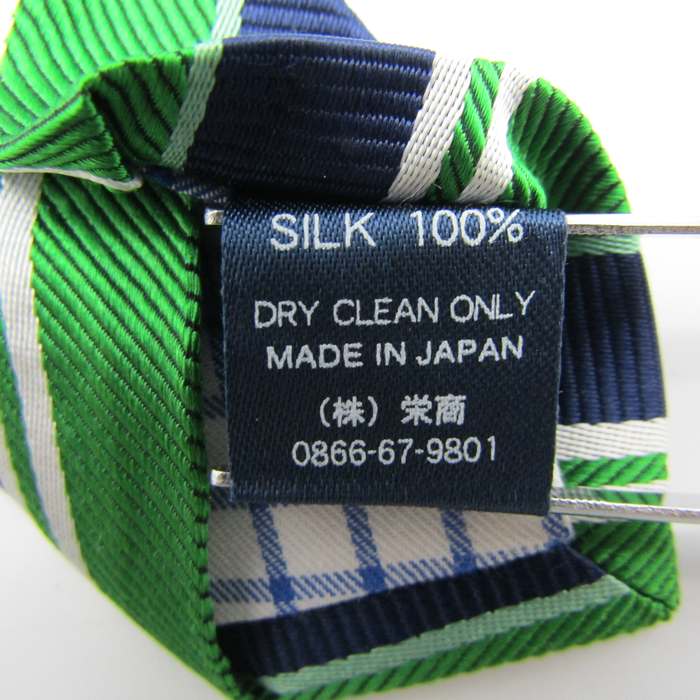 SILK 100%
DRY CLEAN ONLY
MADE IN JAPAN
(株) 栄商
0866-67-9801